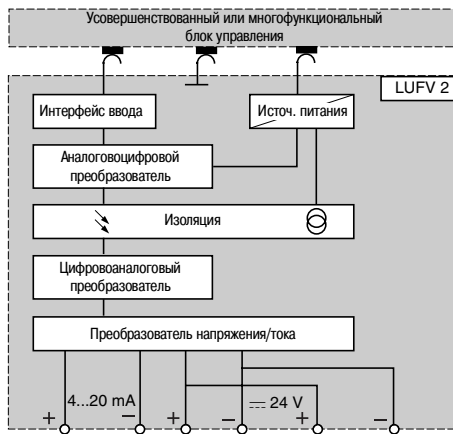 Усовершенствованный или многофункциональный
блок управления
LUFV 2
Интерфейс ввода
Источ. питания
Аналоговоцифровой
преобразователь
Изоляция
Цифровоаналоговый
преобразователь
Преобразователь напряжения/тока
4...20 mA
24 V
+ – + – + –